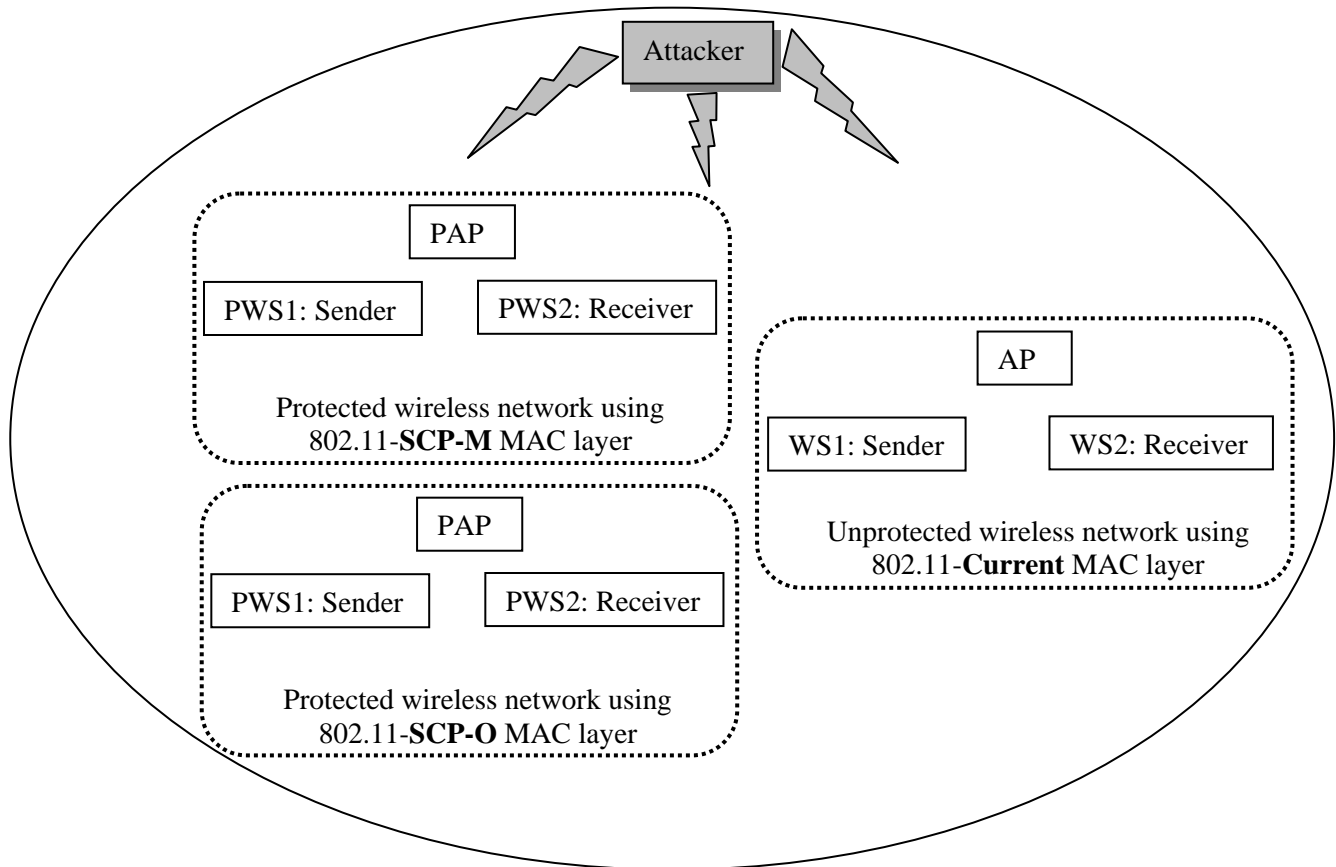 Attacker
PAP
PWS1: Sender
PWS2: Receiver
Protected wireless network using
802.11-SCP-M MAC layer
AP
WS1: Sender
WS2: Receiver
Unprotected wireless network using
802.11-Current MAC layer
PAP
PWS1: Sender
PWS2: Receiver
Protected wireless network using
802.11-SCP-O MAC layer